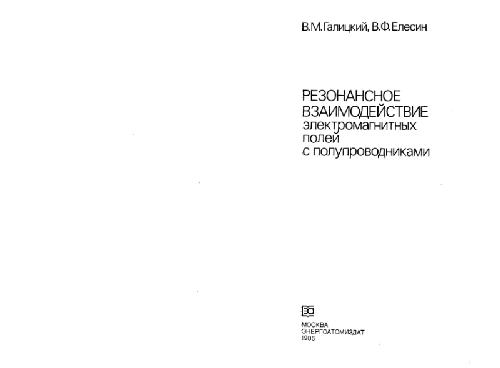 В.М.Галицкий, В.Ф.Елесин
РЕЗОНАНСНОЕ
ВЗАИМОДЕЙСТВИЕ
электромагнитных
полей
с полупроводниками
МОСКВА
ЭНЕРГОАТОМИЗДАТ